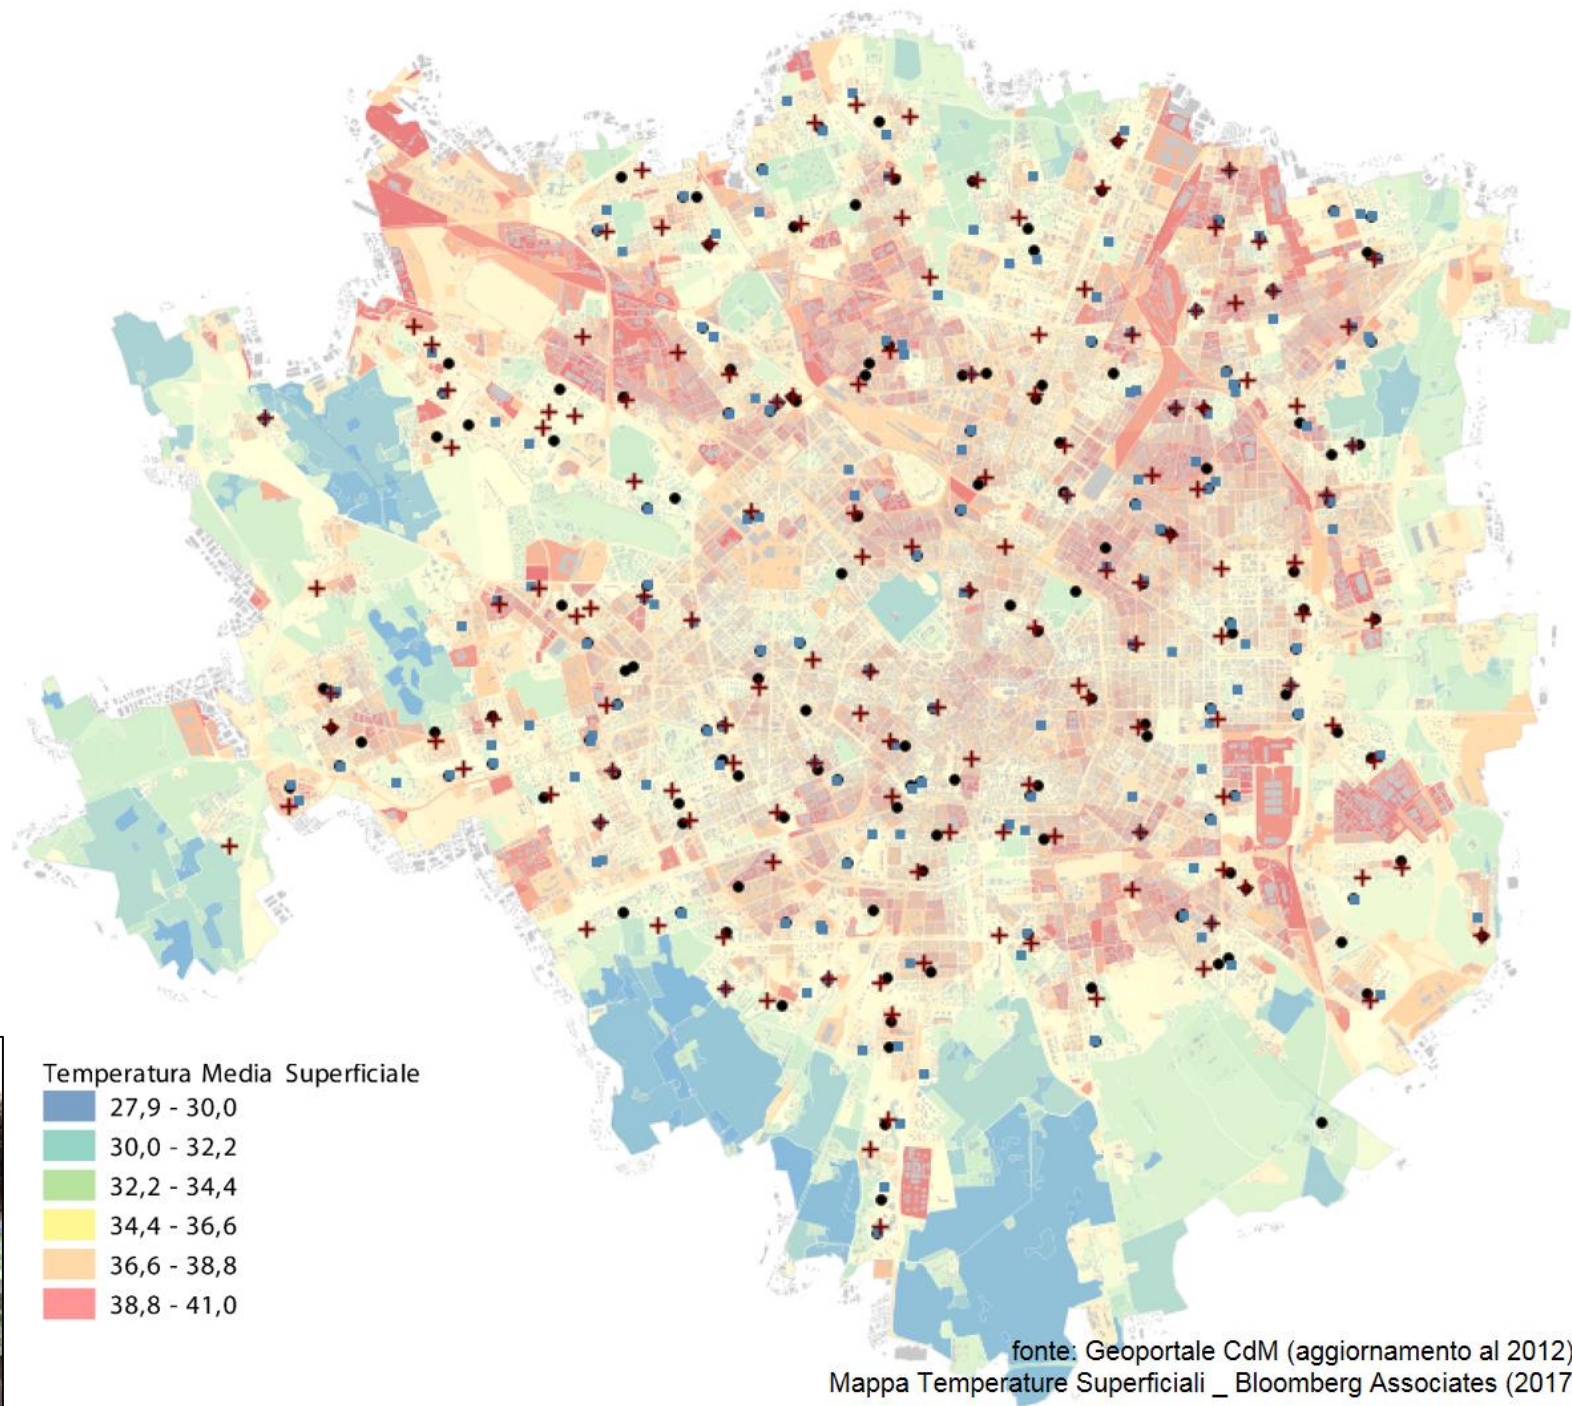 Temperatura Media Superficiale
27,9 - 30,0
30,0 - 32,2
32,2 - 34,4
34,4 - 36,6
36,6 - 38,8
38,8 - 41,0
fonte: Geoportale CdM (aggiornamento al 2012)
Mappa Temperature Superficiali _ Bloomberg Associates (2017